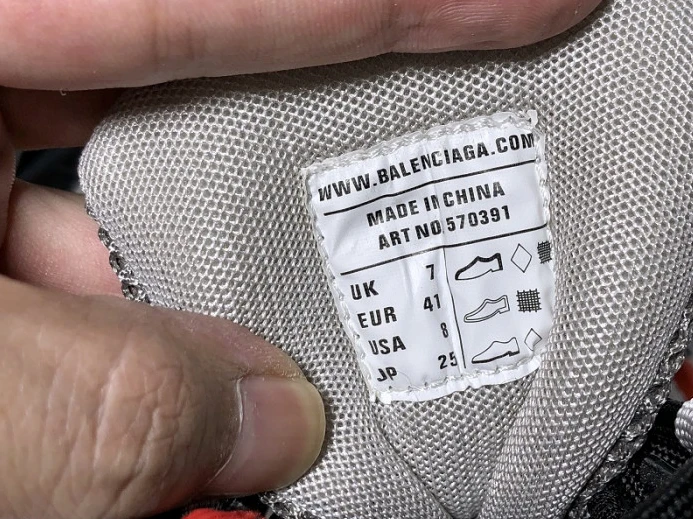 WWW.BALENCIAGA.COM
MADE IN CHINA
ART NO 570391
UK 7
EUR 41
USA 8
JP 25